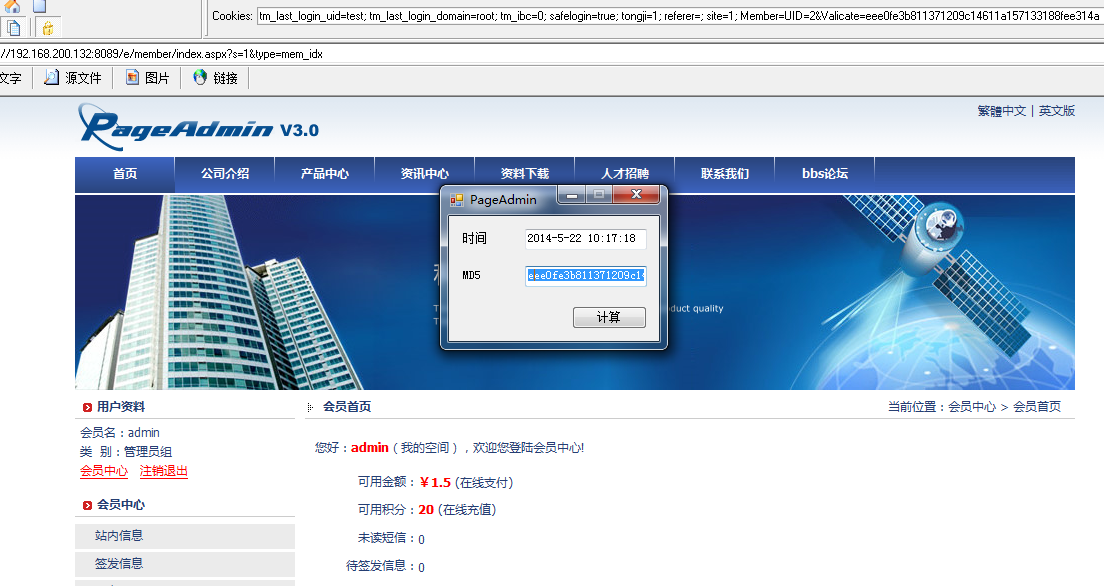 Cookies: tm_last_login_uid=test; tm_last_login_domain=root; tm_ibc=0; safelogin=true; tongji=1; referer=; site=1; Member=UID=2&Valicate=eee0fe3b811371209c14611a157133188fee314a
//192.168.200.132:8089/e/member/index.aspx?s=1&type=mem_idx
文字 源文件 图片 链接
繁體中文 | 英文版
PageAdmin V3.0
首页 公司介绍 产品中心 资讯中心 资料下载 人才招聘 联系我们 bbs论坛
PageAdmin
时间 2014-5-22 10:17:18
MD5 eee0fe3b811371209c1
duct quality
计算
用户资料
会员名：admin
类 别：管理员组
会员中心 注销退出
会员中心
站内信息
签发信息
会员首页
当前位置：会员中心 > 会员首页
您好：admin（我的空间），欢迎您登陆会员中心!
可用金额：￥1.5 (在线支付)
可用积分：20 (在线充值)
未读短信：0
待签发信息：0